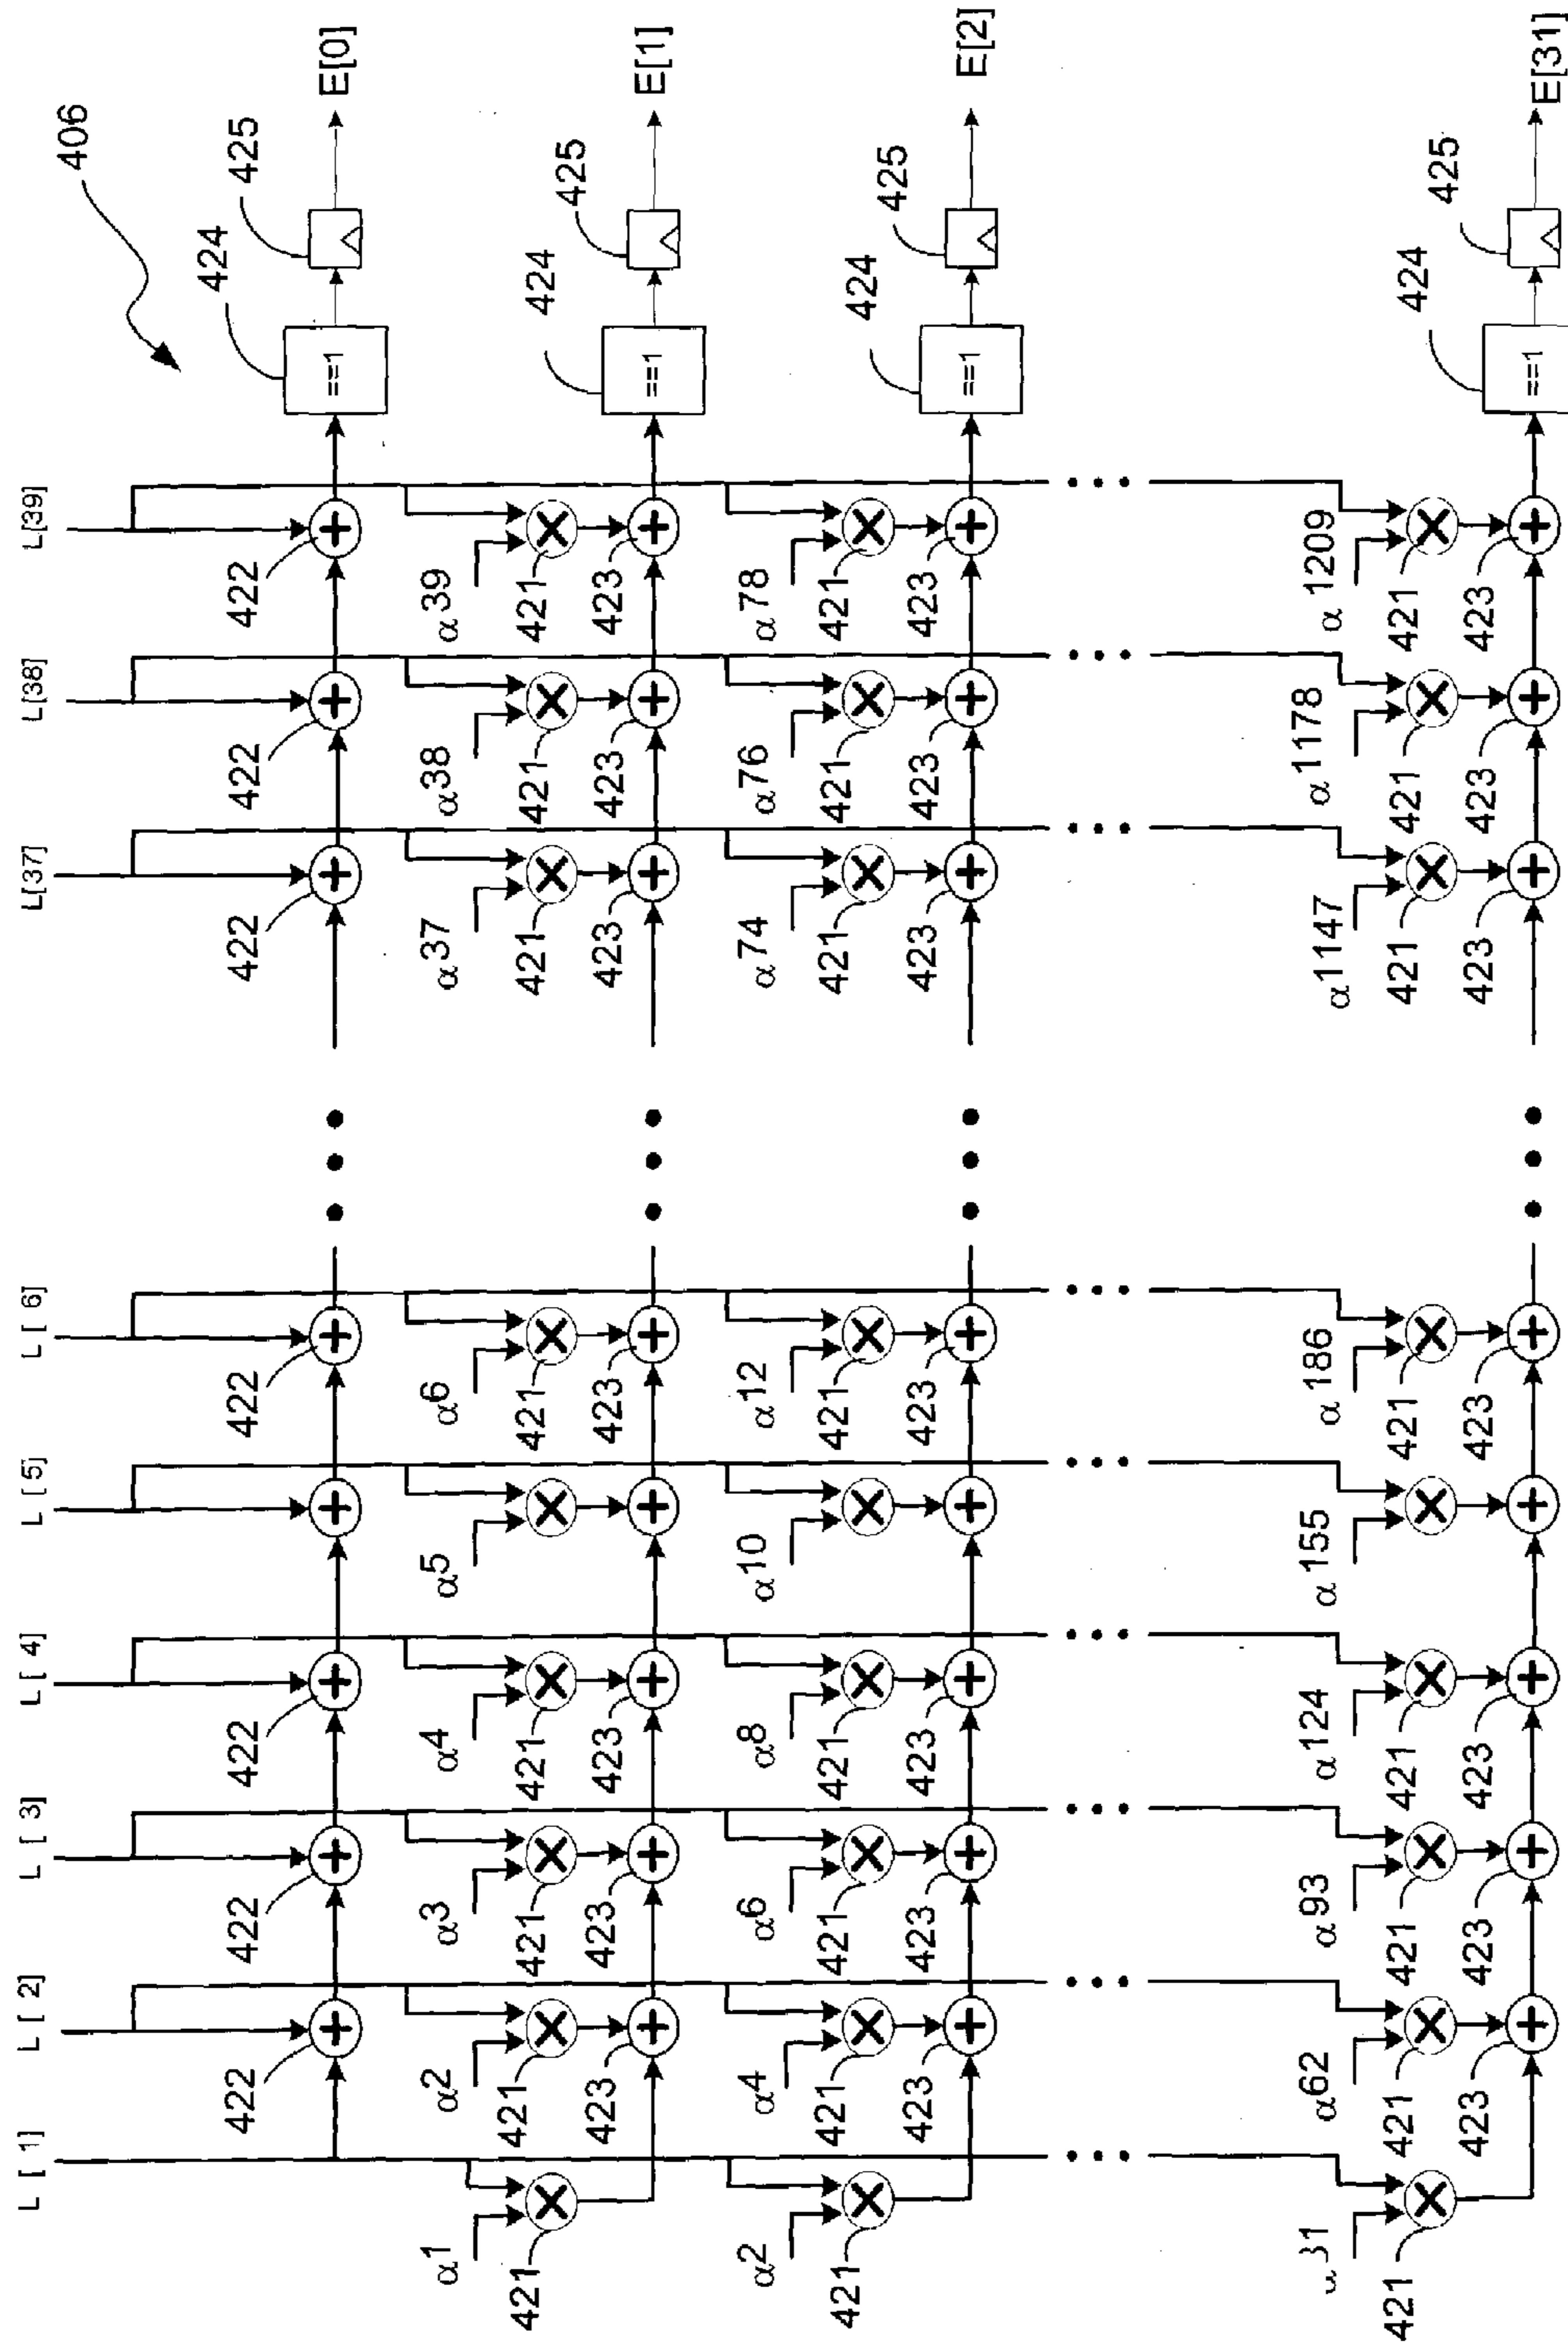 L [ 1] L [ 2] L [ 3] L [ 4] L [5] L [ 6] L[37] L[38] L[39]
406
422 422 422 422 422 422 422 424 425
+ + + + + + + + ==1 E[0]
α1 α2 α3 α4 α5 α6 α37 α38 α39
421 421 421 421 421 421 421 421 424 425
423 423 423 423 423 423 423
+ + + + + + + + ==1 E[1]
α2 α4 α6 α8 α10 α12 α74 α76 α78
421 421 421 421 421 421 421 421 424 425
423 423 423 423 423 423 423
+ + + + + + + + ==1 E[2]
31 α62 α93 α124 α155 α186 α1147 α1178 α1209
421 421 421 421 421 421 421 421 424 425
423 423 423 423 423 423 423
+ + + + + + + + ==1 E[31]